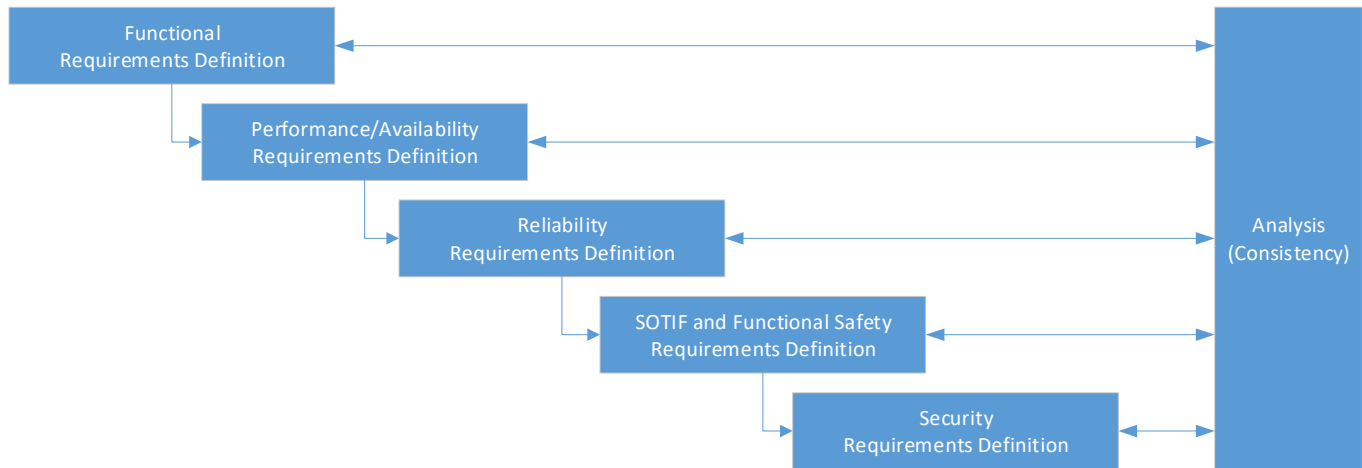 Functional
Requirements Definition
Performance/Availability
Requirements Definition
Reliability
Requirements Definition
Analysis
(Consistency)
SOTIF and Functional Safety
Requirements Definition
Security
Requirements Definition